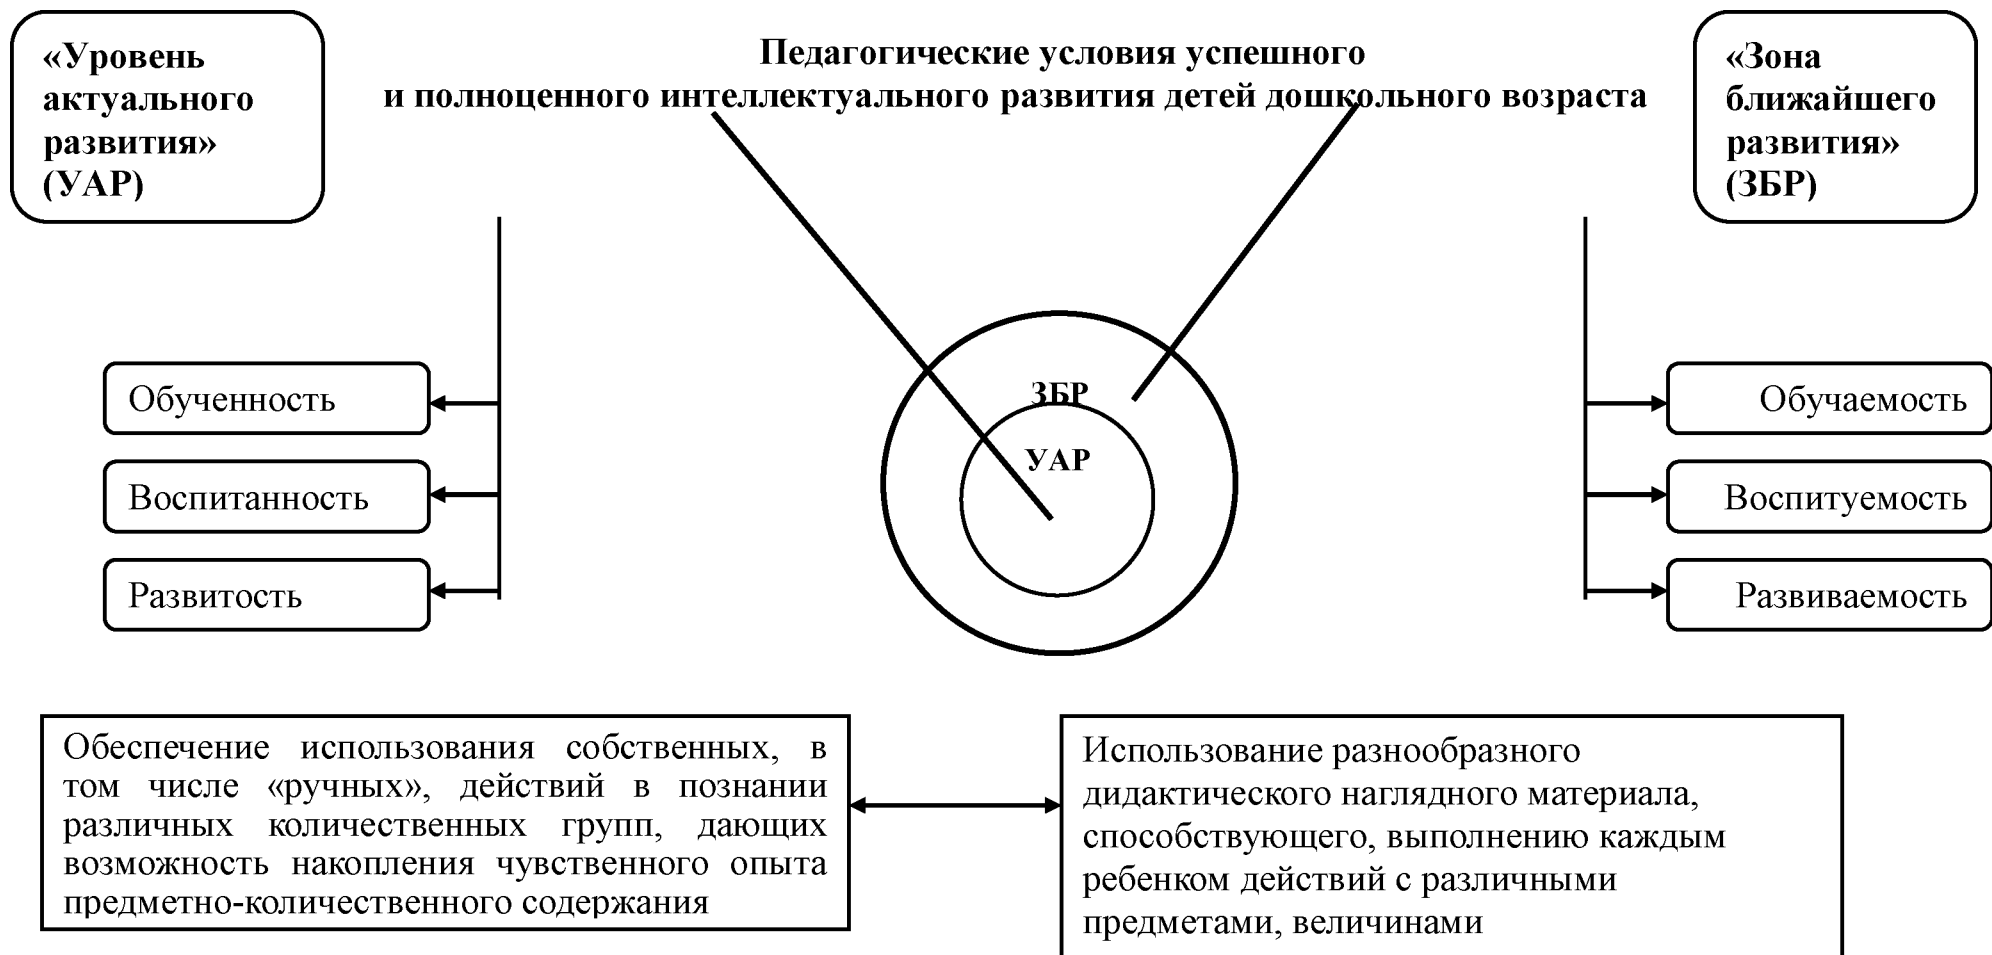 «Уровень
актуального
развития»
(УАР)
Педагогические условия успешного
и полноценного интеллектуального развития детей дошкольного возраста
«Зона
ближайшего
развития»
(ЗБР)
Обученность
Воспитанность
Развитость
ЗБР
УАР
Обучаемость
Воспитуемость
Развиваемость
Обеспечение использования собственных, в
том числе «ручных», действий в познании
различных количественных групп, дающих
возможность накопления чувственного опыта
предметно-количественного содержания
Использование разнообразного
дидактического наглядного материала,
способствующего, выполнению каждым
ребенком действий с различными
предметами, величинами